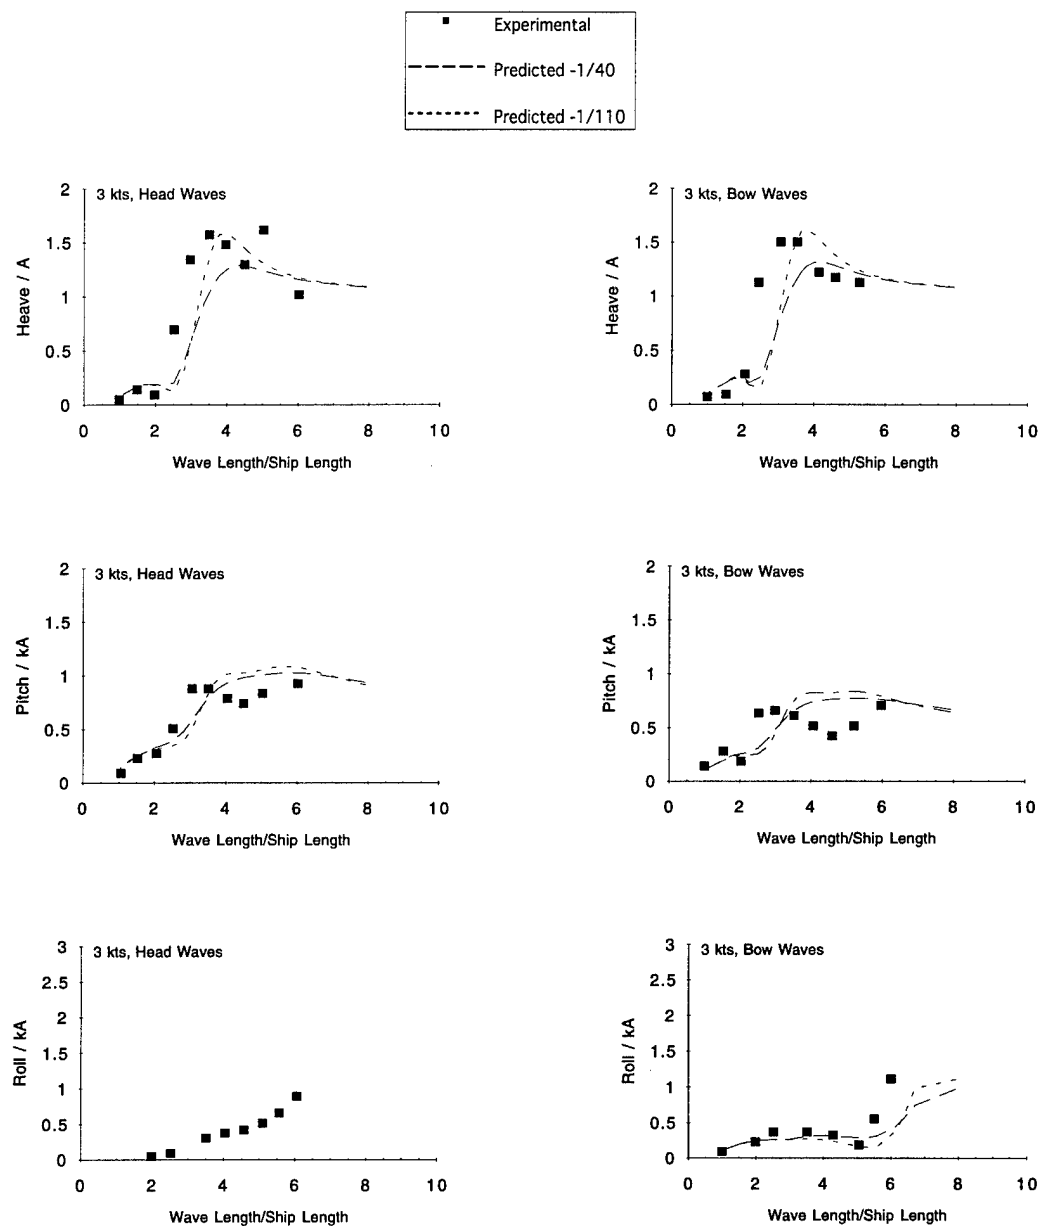 Experimental
Predicted -1/40
Predicted -1/110
3 kts, Head Waves
2
1.5
1
0.5
0
Heave / A
0 2 4 6 8 10
Wave Length/Ship Length
3 kts, Bow Waves
2
1.5
1
0.5
0
Heave / A
0 2 4 6 8 10
Wave Length/Ship Length
3 kts, Head Waves
2
1.5
1
0.5
0
Pitch / kA
0 2 4 6 8 10
Wave Length/Ship Length
3 kts, Bow Waves
2
1.5
1
0.5
0
Pitch / kA
0 2 4 6 8 10
Wave Length/Ship Length
3 kts, Head Waves
3
2.5
2
1.5
1
0.5
0
Roll / kA
0 2 4 6 8 10
Wave Length/Ship Length
3 kts, Bow Waves
3
2.5
2
1.5
1
0.5
0
Roll / kA
0 2 4 6 8 10
Wave Length/Ship Length